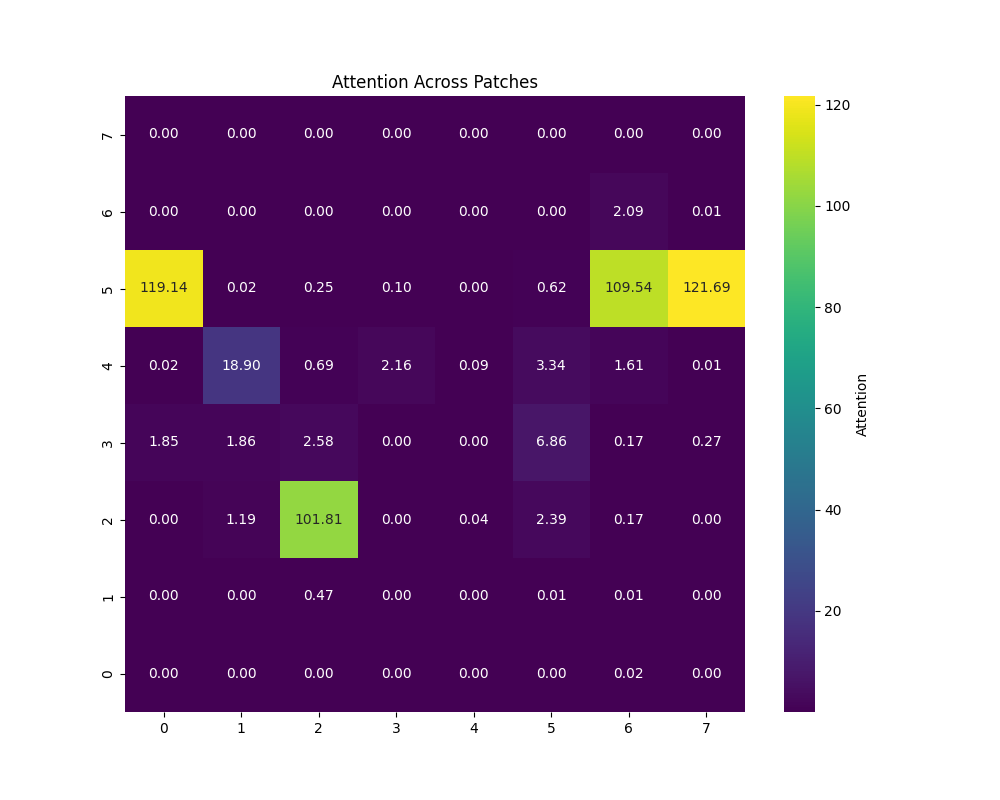 Attention Across Patches
7 0.00 0.00 0.00 0.00 0.00 0.00 0.00 0.00
6 0.00 0.00 0.00 0.00 0.00 0.00 2.09 0.01
5 119.14 0.02 0.25 0.10 0.00 0.62 109.54 121.69
4 0.02 18.90 0.69 2.16 0.09 3.34 1.61 0.01
3 1.85 1.86 2.58 0.00 0.00 6.86 0.17 0.27
2 0.00 1.19 101.81 0.00 0.04 2.39 0.17 0.00
1 0.00 0.00 0.47 0.00 0.00 0.01 0.01 0.00
0 0.00 0.00 0.00 0.00 0.00 0.00 0.02 0.00
0 1 2 3 4 5 6 7
120
100
80
60
40
20
Attention